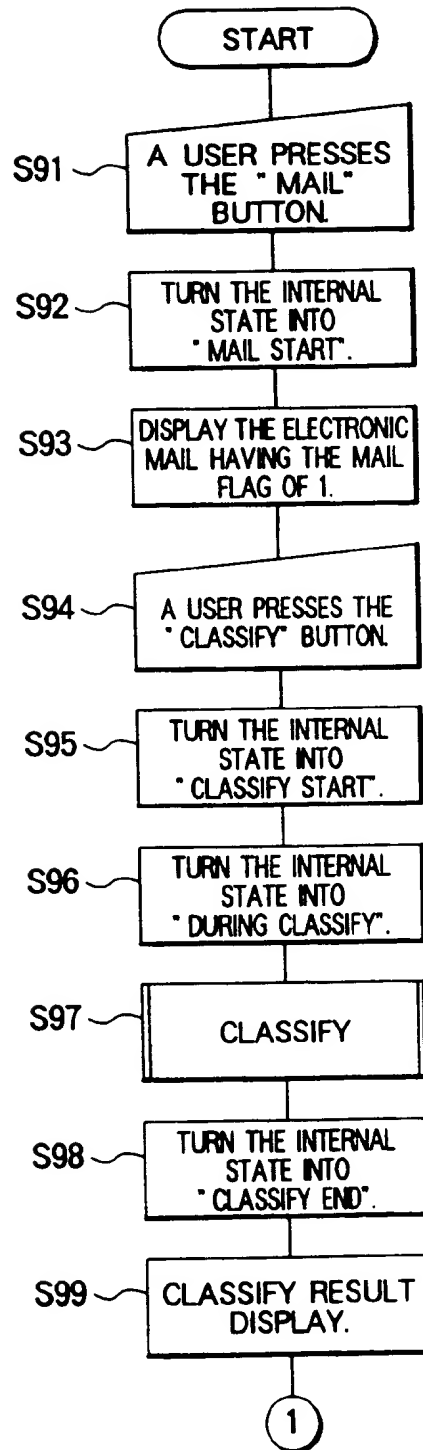 START
S91
A USER PRESSES
THE "MAIL"
BUTTON.
S92
TURN THE INTERNAL
STATE INTO
"MAIL START".
S93
DISPLAY THE ELECTRONIC
MAIL HAVING THE MAIL
FLAG OF 1.
S94
A USER PRESSES THE
"CLASSIFY" BUTTON.
S95
TURN THE INTERNAL
STATE INTO
"CLASSIFY START".
S96
TURN THE INTERNAL
STATE INTO
"DURING CLASSIFY".
S97
CLASSIFY
S98
TURN THE INTERNAL
STATE INTO
"CLASSIFY END".
S99
CLASSIFY RESULT
DISPLAY.
1